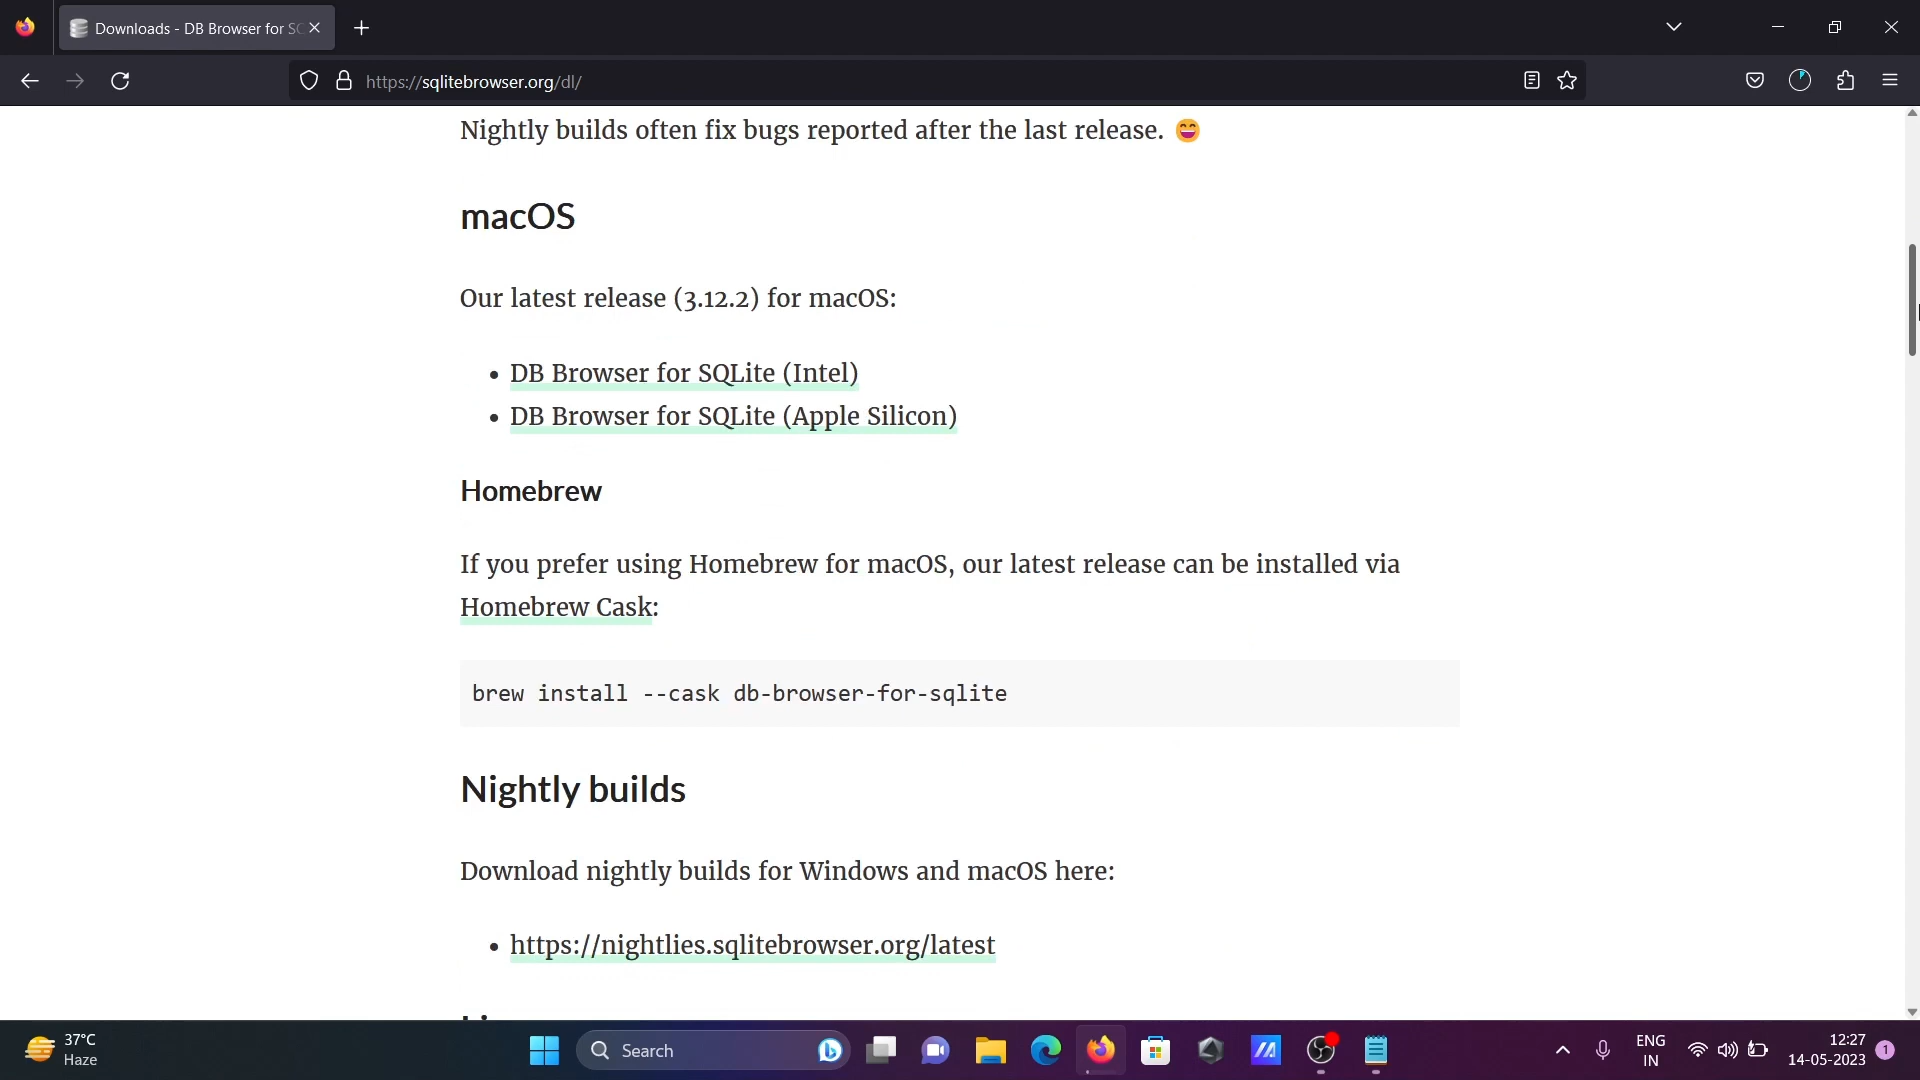 Downloads - DB Browser for SC
https://sqlitebrowser.org/dl/
Nightly builds often fix bugs reported after the last release. 😄
macOS
Our latest release (3.12.2) for macOS:
• DB Browser for SQLite (Intel)
• DB Browser for SQLite (Apple Silicon)
Homebrew
If you prefer using Homebrew for macOS, our latest release can be installed via
Homebrew Cask:
brew install --cask db-browser-for-sqlite
Nightly builds
Download nightly builds for Windows and macOS here:
• https://nightlies.sqlitebrowser.org/latest
37°C
Haze
Search
ENG
IN
12:27
14-05-2023
1